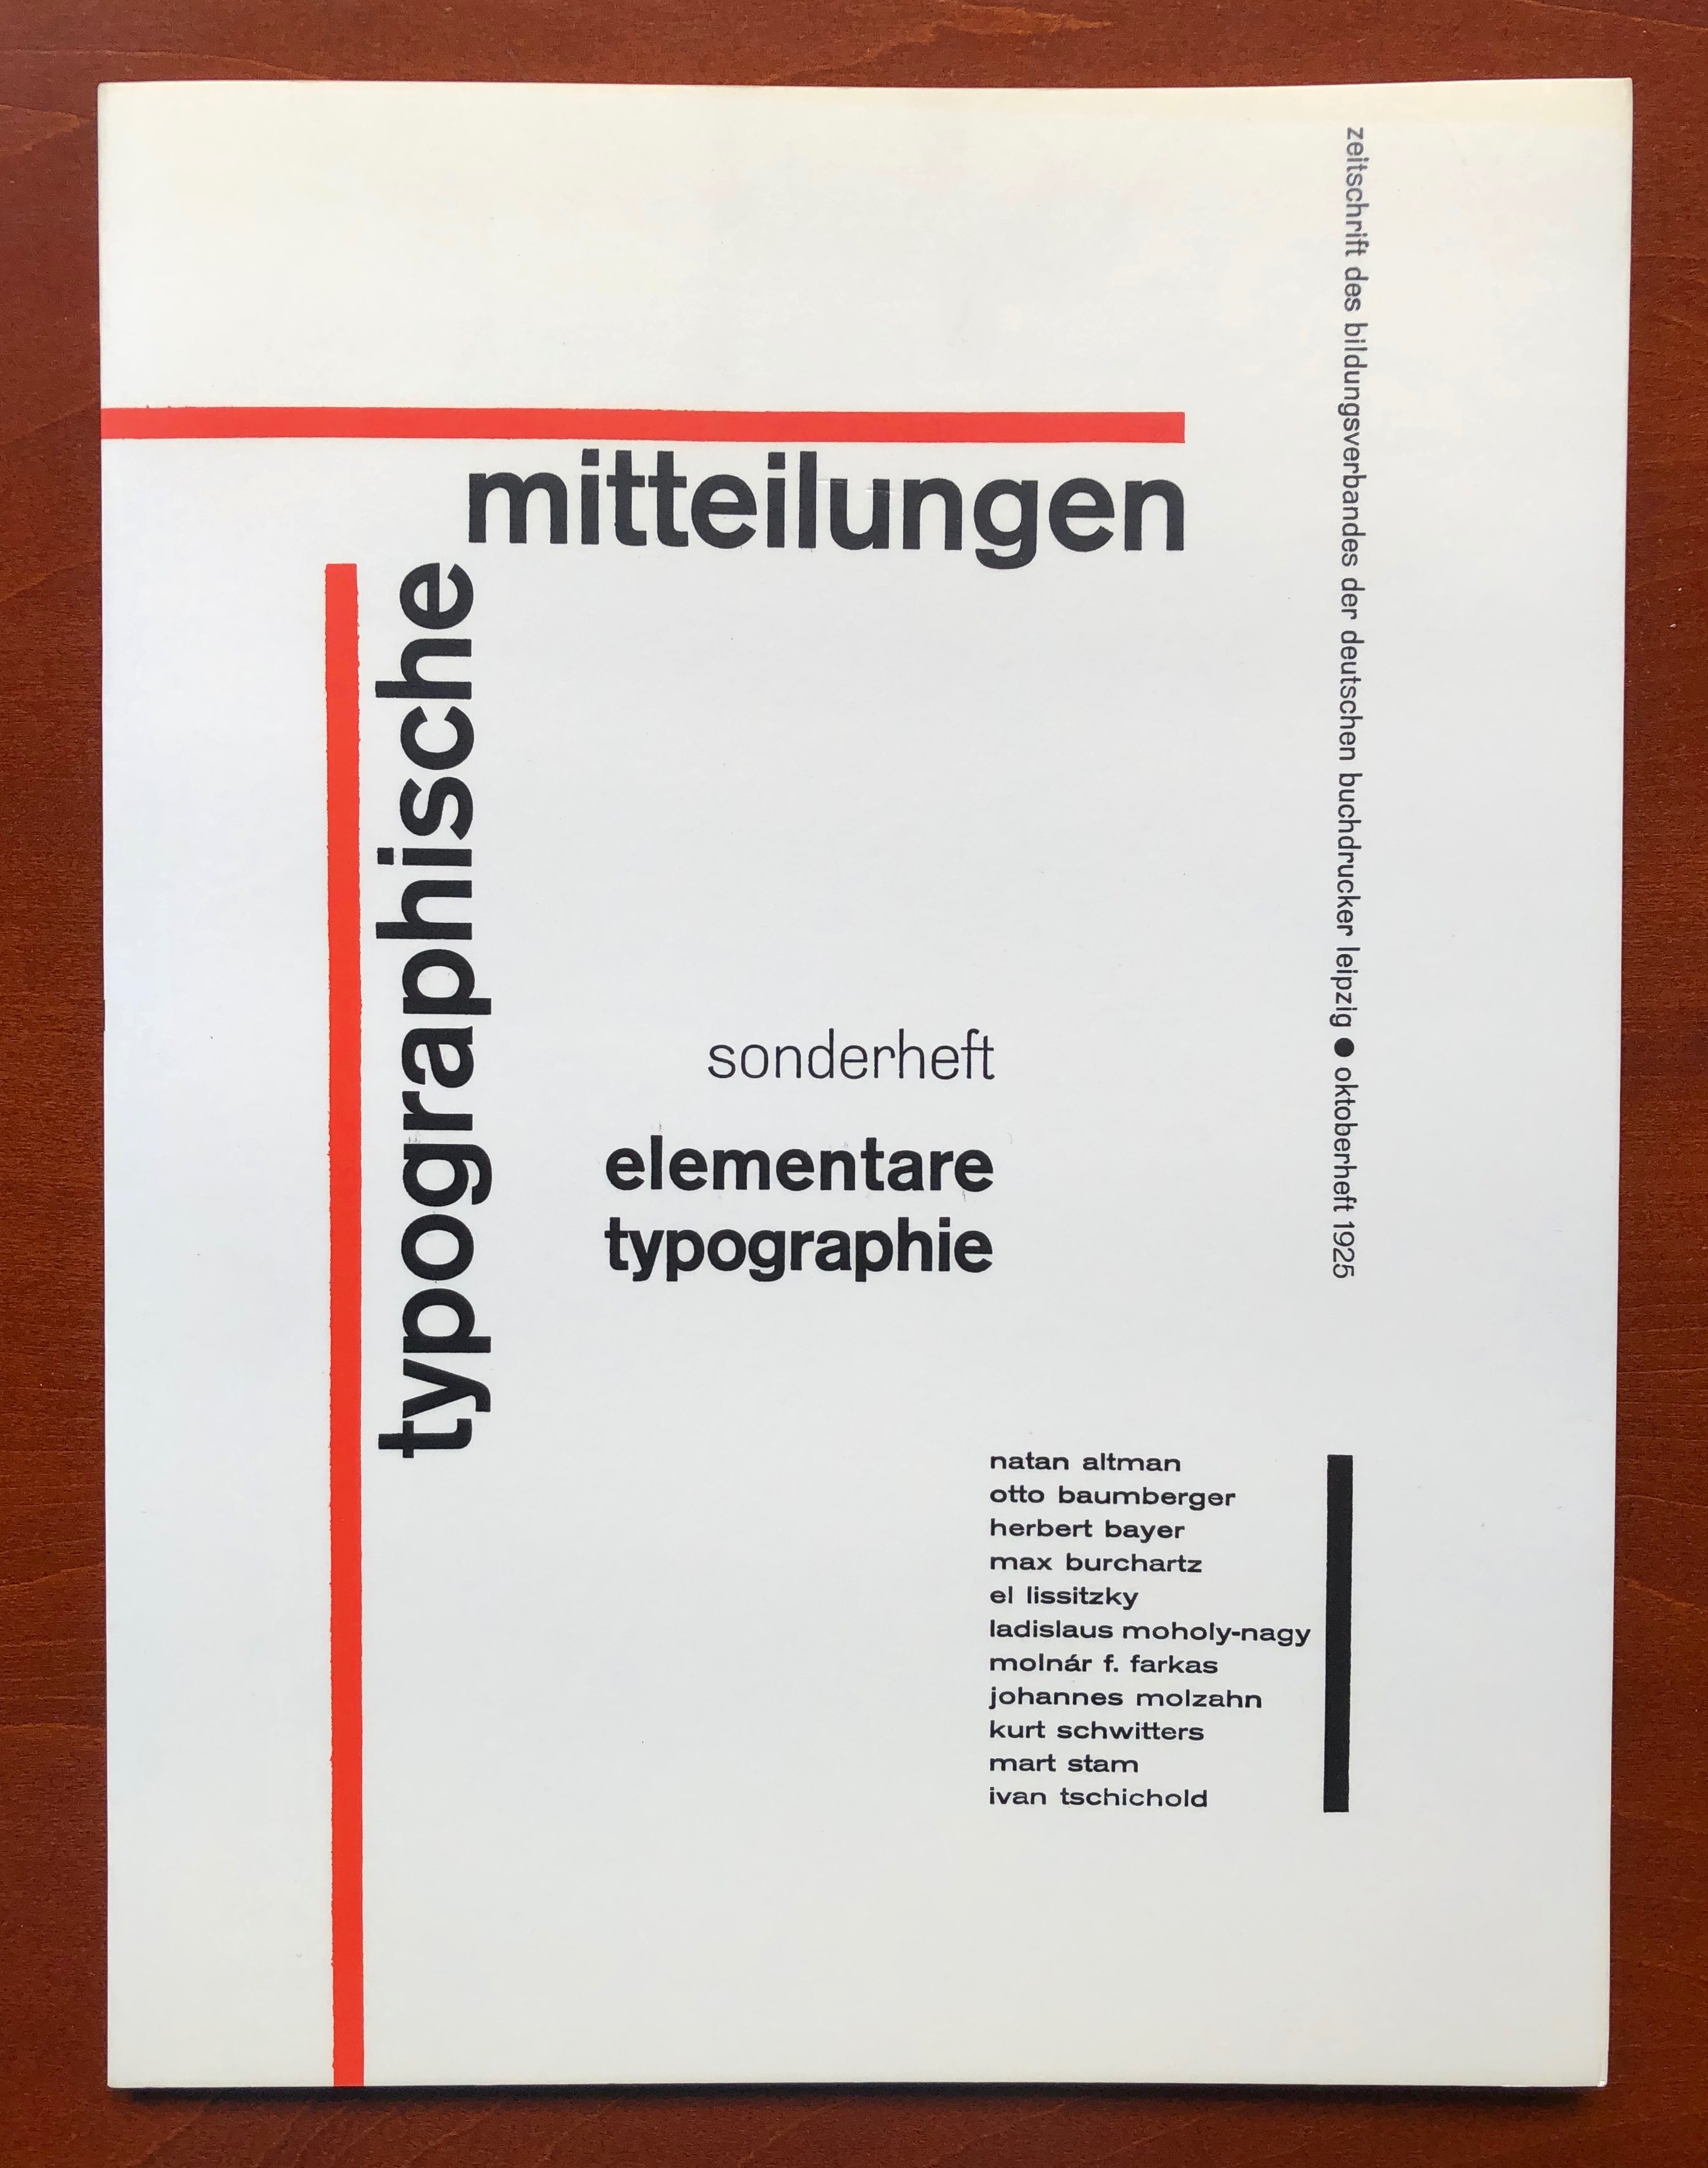 typographische
mitteilungen
zeitschrift des bildungsverbandes der deutschen buchdrucker leipzig ● oktoberheft 1925
sonderheft
elementare
typographie
natan altman
otto baumberger
herbert bayer
max burchartz
el lissitzky
ladislaus moholy-nagy
molnár f. farkas
johannes molzahn
kurt schwitters
mart stam
ivan tschichold